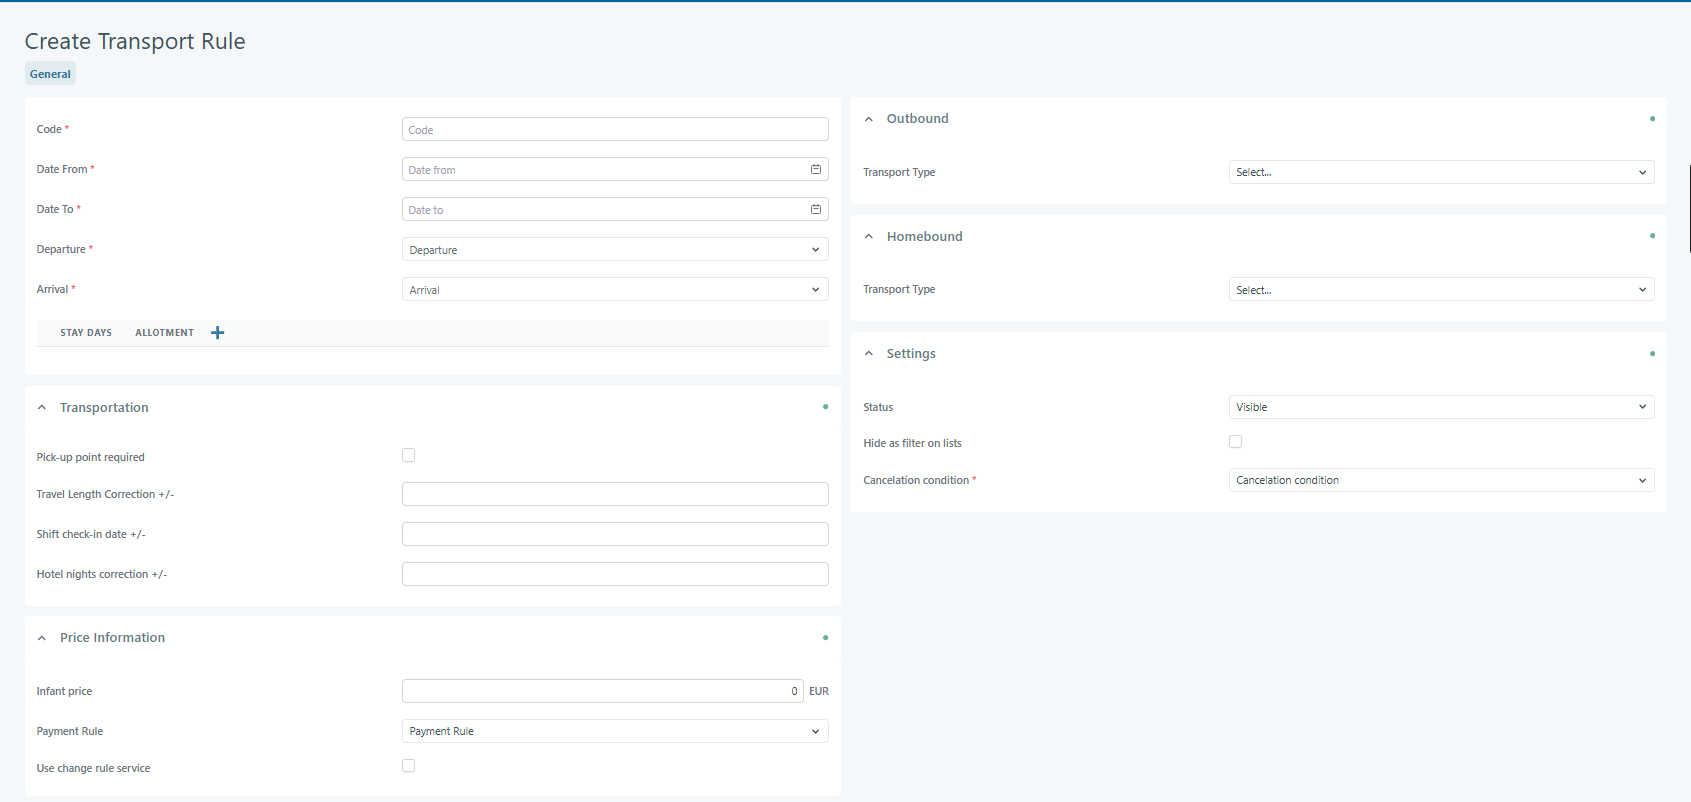 Create Transport Rule
General
Code *
Code
Date From *
Date from
Date To *
Date to
Departure *
Departure
Arrival *
Arrival
STAY DAYS ALLOTMENT
Transportation
Pick-up point required
Travel Length Correction +/-
Shift check-in date +/-
Hotel nights correction +/-
Price Information
Infant price
0 EUR
Payment Rule
Payment Rule
Use change rule service
Outbound
Transport Type
Select...
Homebound
Transport Type
Select...
Settings
Status
Visible
Hide as filter on lists
Cancelation condition *
Cancelation condition